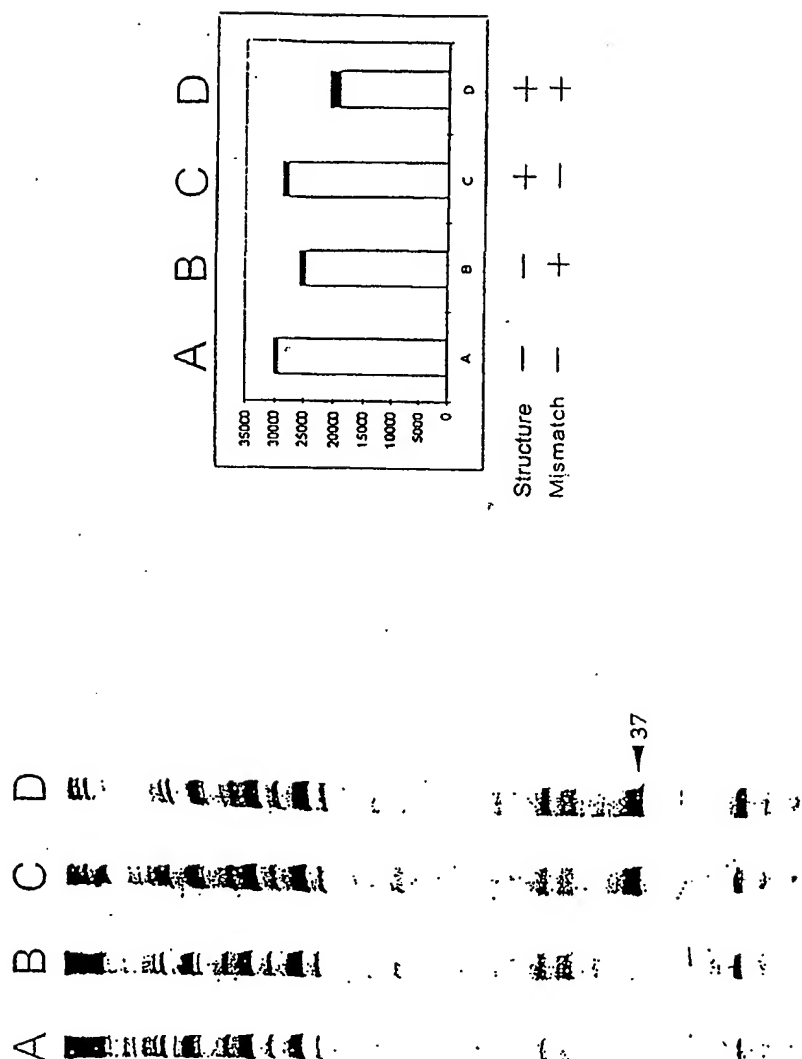 A B C D
35000
30000
25000
20000
15000
10000
5000
0
A B C D
Structure — — + +
Mismatch — + — +
A B C D
37